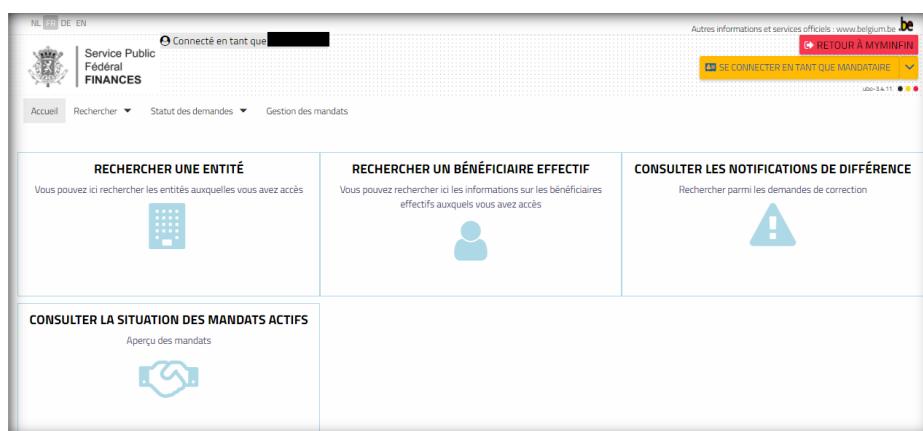 NL FR DE EN
Autres informations et services officiels : www.belgium.be .be
Connecté en tant que
RETOUR À MYMINFIN
Service Public
Fédéral
FINANCES
SE CONNECTER EN TANT QUE MANDATAIRE
ubo-3.4.11
Accueil Rechercher Statut des demandes Gestion des mandats
RECHERCHER UNE ENTITÉ
Vous pouvez ici rechercher les entités auxquelles vous avez accès
RECHERCHER UN BÉNÉFICIAIRE EFFECTIF
Vous pouvez rechercher ici les informations sur les bénéficiaires
effectifs auxquels vous avez accès
CONSULTER LES NOTIFICATIONS DE DIFFÉRENCE
Rechercher parmi les demandes de correction
CONSULTER LA SITUATION DES MANDATS ACTIFS
Aperçu des mandats